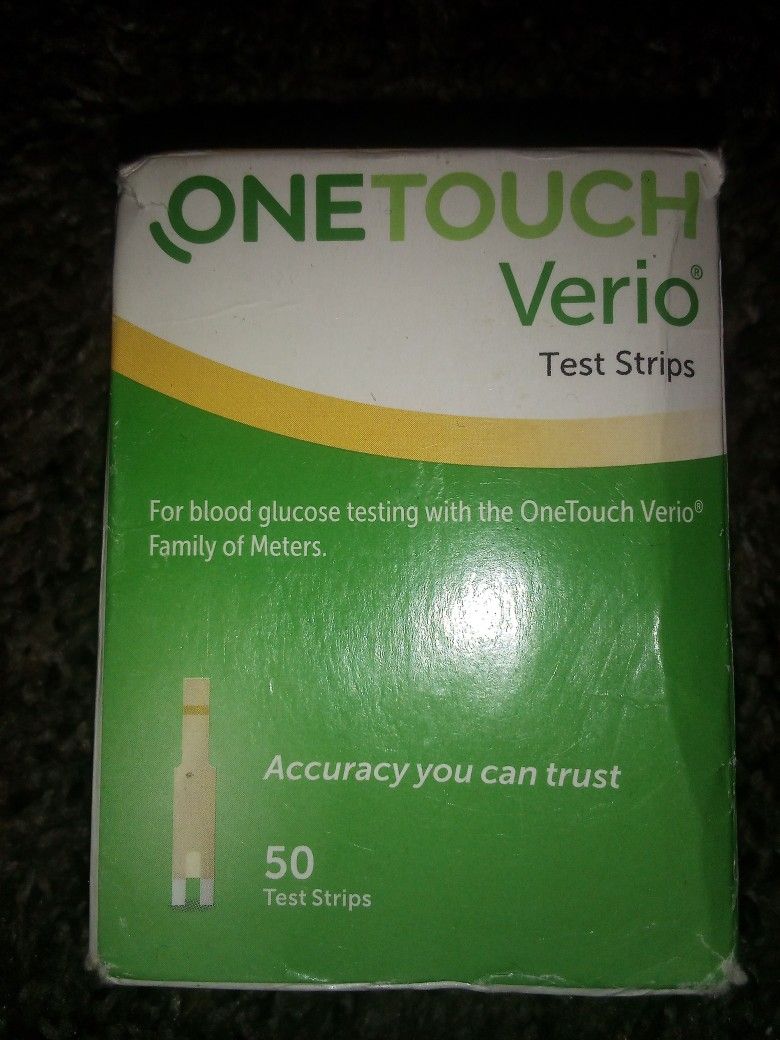 ONETOUCH
Verio®
Test Strips
For blood glucose testing with the OneTouch Verio®
Family of Meters.
Accuracy you can trust
50
Test Strips